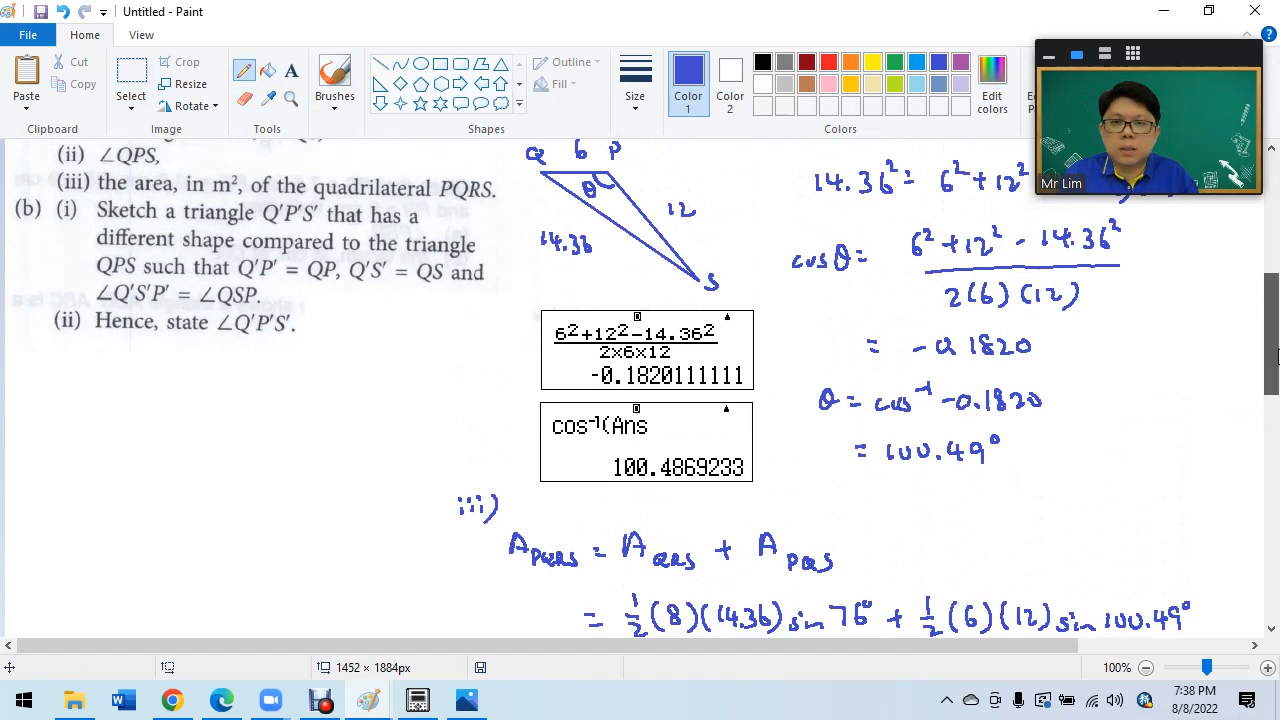 Untitled - Paint
File Home View
Paste
Cut
Copy
Clipboard
Select
Crop
Resize
Rotate
Image
A
Tools
Brushes
Outline
Fill
Shapes
Size
Color 1
Color 2
Edit colors
Colors
Mr Lim
(ii) ∠QPS,
(iii) the area, in m², of the quadrilateral PQRS.
(b) (i) Sketch a triangle Q'P'S' that has a
different shape compared to the triangle
QPS such that Q'P' = QP, Q'S' = QS and
∠Q'S'P' = ∠QSP.
(ii) Hence, state ∠Q'P'S'.
Q 6 P
θ
12
14.36
S
6²+12²-14.36²
2×6×12
-0.1820111111
cos⁻¹(Ans
100.4869233
14.36² = 6² + 12²
cosθ = 6² + 12² - 14.36²
2(6)(12)
= -0.1820
θ = cos⁻¹ -0.1820
= 100.49°
iii)
A PQRS = A QRS + A PQS
= 1/2 (8)(14.36) sin 76° + 1/2 (6)(12) sin 100.49°
1452 × 1884px
100%
7:38 PM
8/8/2022